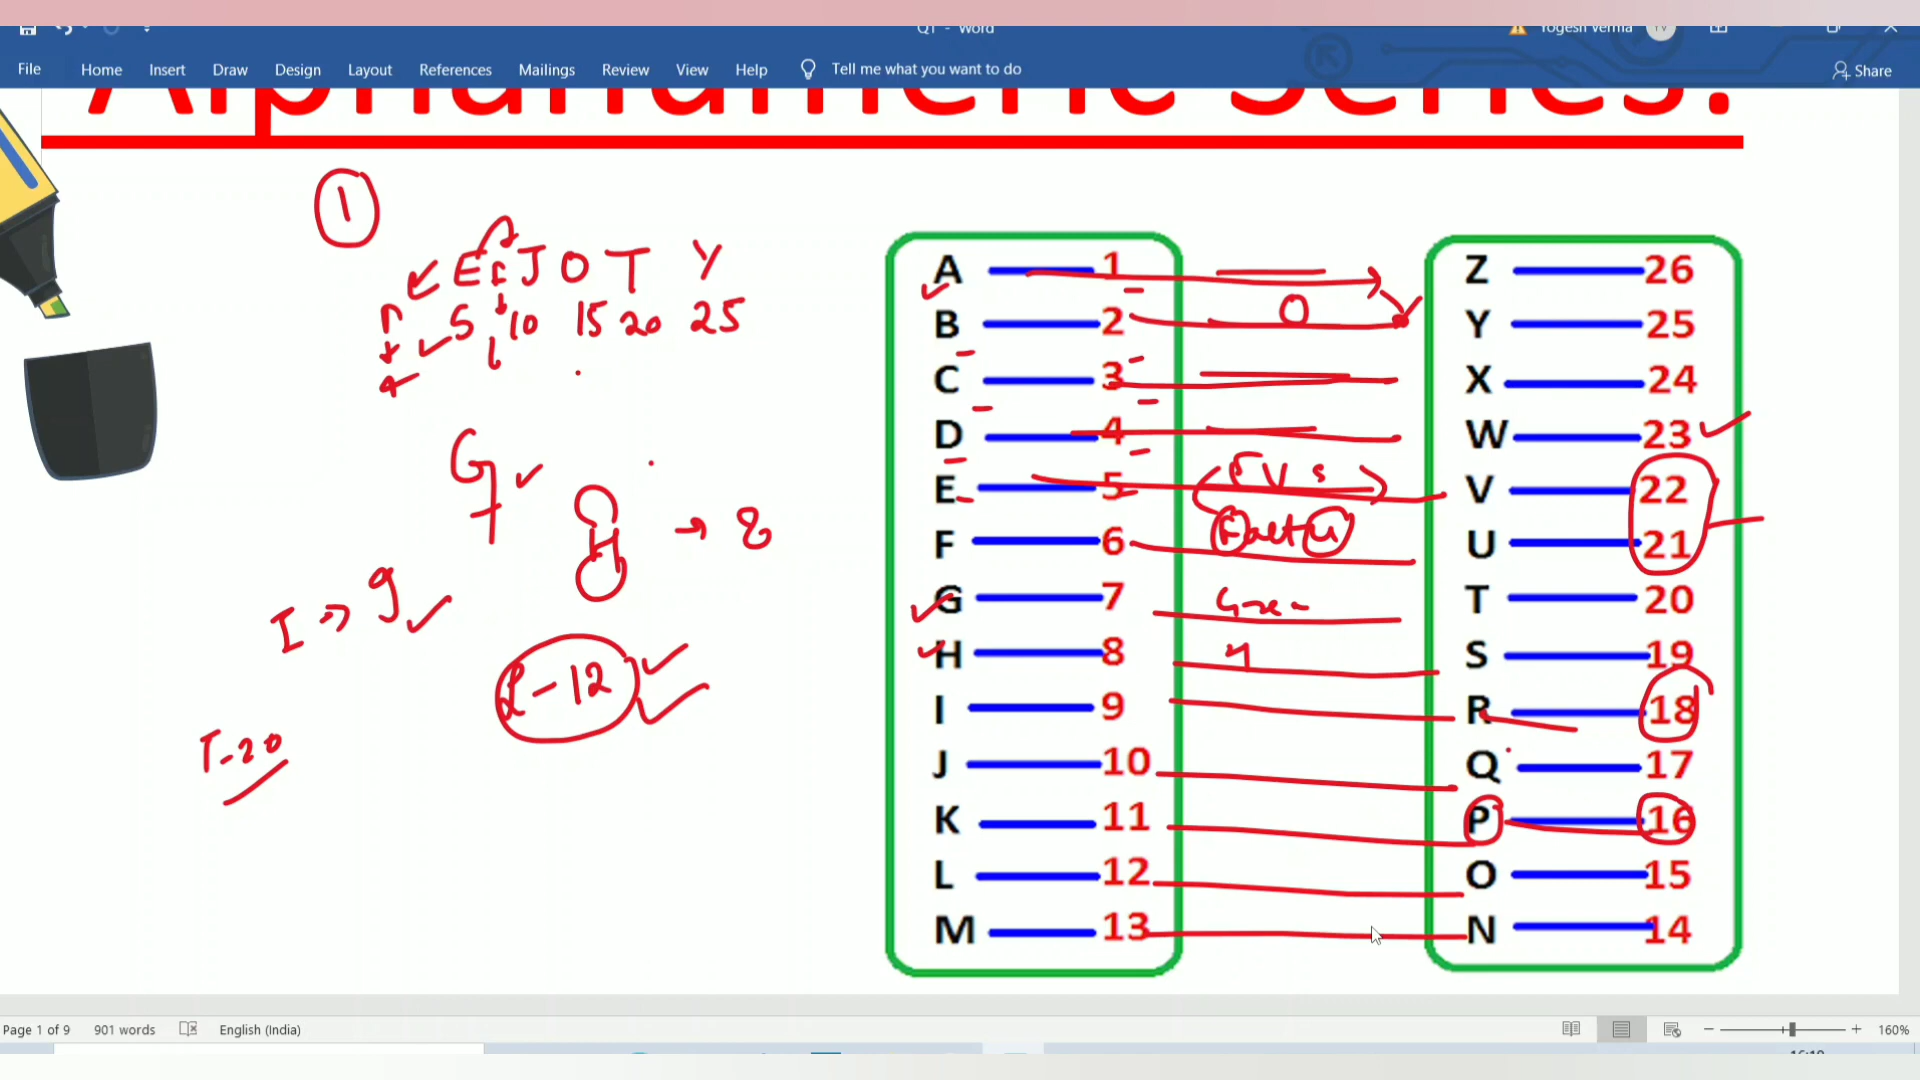 Q1 - Word
Yogesh Verma YV
File Home Insert Draw Design Layout References Mailings Review View Help Tell me what you want to do Share
Alphanumeric Series:
1
E J O T Y
5 10 15 20 25
G
7
H → 8
I → 9
L - 12
T - 20
A 1
B 2
C 3
D 4
E 5
F 6
G 7
H 8
I 9
J 10
K 11
L 12
M 13
Z 26
Y 25
X 24
W 23
V 22
U 21
T 20
S 19
R 18
Q 17
P 16
O 15
N 14
Page 1 of 9 901 words English (India) 160%